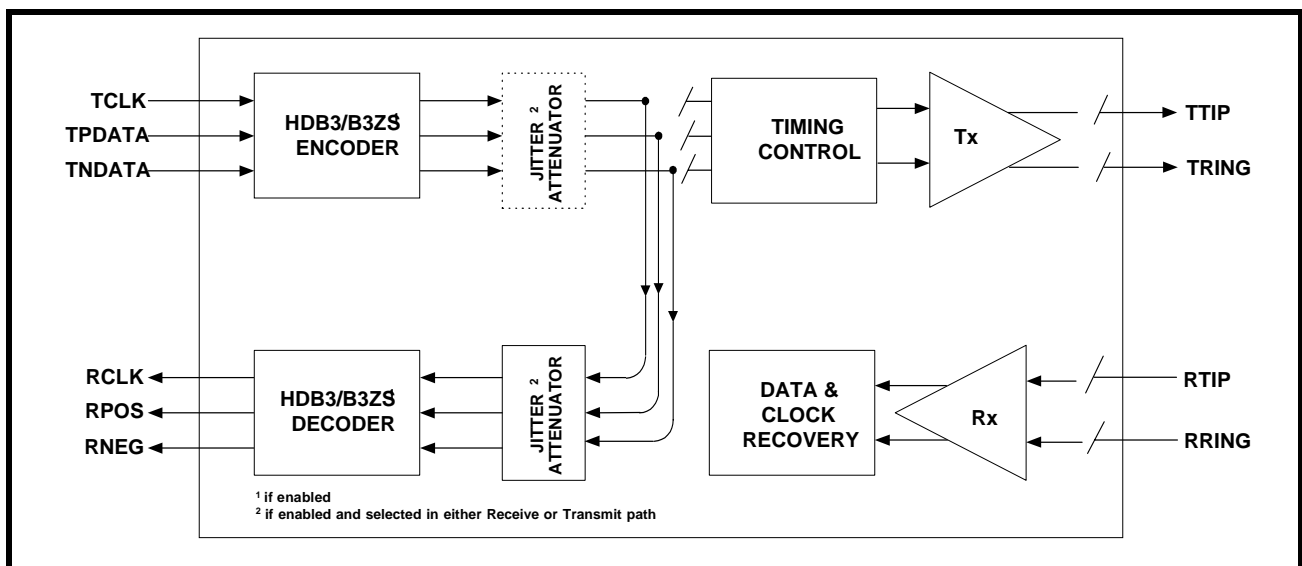 TCLK
TPDATA
TNDATA
HDB3/B3ZS1
ENCODER
JITTER 2
ATTENUATOR
TIMING
CONTROL
Tx
TTIP
TRING
RCLK
RPOS
RNEG
HDB3/B3ZS1
DECODER
JITTER 2
ATTENUATOR
DATA &
CLOCK
RECOVERY
Rx
RTIP
RRING
1 if enabled
2 if enabled and selected in either Receive or Transmit path